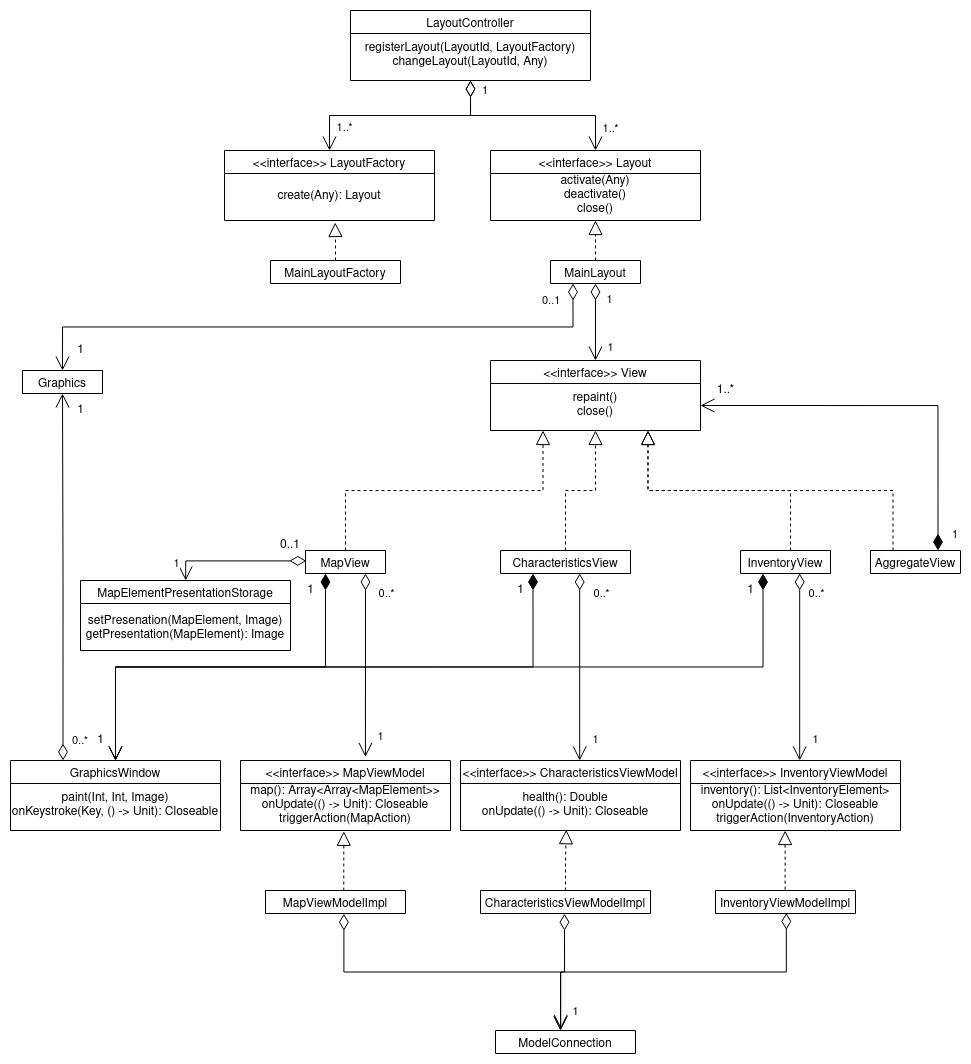 LayoutController
registerLayout(LayoutId, LayoutFactory)
changeLayout(LayoutId, Any)
1
1..*
1..*
<<interface>> LayoutFactory
create(Any): Layout
<<interface>> Layout
activate(Any)
deactivate()
close()
MainLayoutFactory
MainLayout
0..1
1
1
1
Graphics
1
<<interface>> View
repaint()
close()
1..*
0..1
1
MapView
CharacteristicsView
InventoryView
AggregateView
1
MapElementPresentationStorage
setPresenation(MapElement, Image)
getPresentation(MapElement): Image
1
0..*
1
0..*
1
0..*
0..*
1
1
1
1
GraphicsWindow
paint(Int, Int, Image)
onKeystroke(Key, () -> Unit): Closeable
<<interface>> MapViewModel
map(): Array<Array<MapElement>>
onUpdate(() -> Unit): Closeable
triggerAction(MapAction)
<<interface>> CharacteristicsViewModel
health(): Double
onUpdate(() -> Unit): Closeable
<<interface>> InventoryViewModel
inventory(): List<InventoryElement>
onUpdate(() -> Unit): Closeable
triggerAction(InventoryAction)
MapViewModelImpl
CharacteristicsViewModelImpl
InventoryViewModelImpl
1
ModelConnection